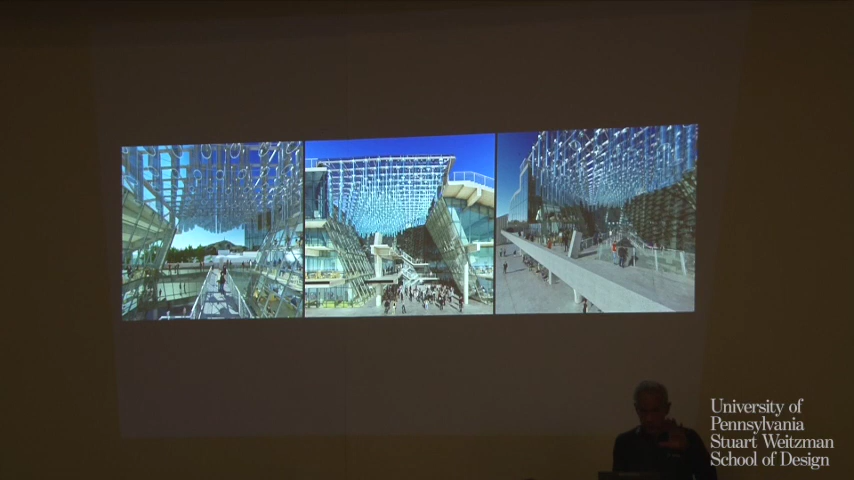 University of
Pennsylvania
Stuart Weitzman
School of Design